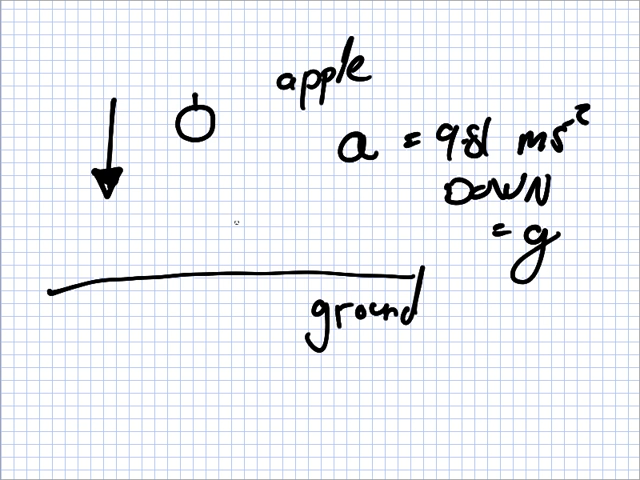 apple
a = 9.81 ms⁻²
DOWN
= g
ground